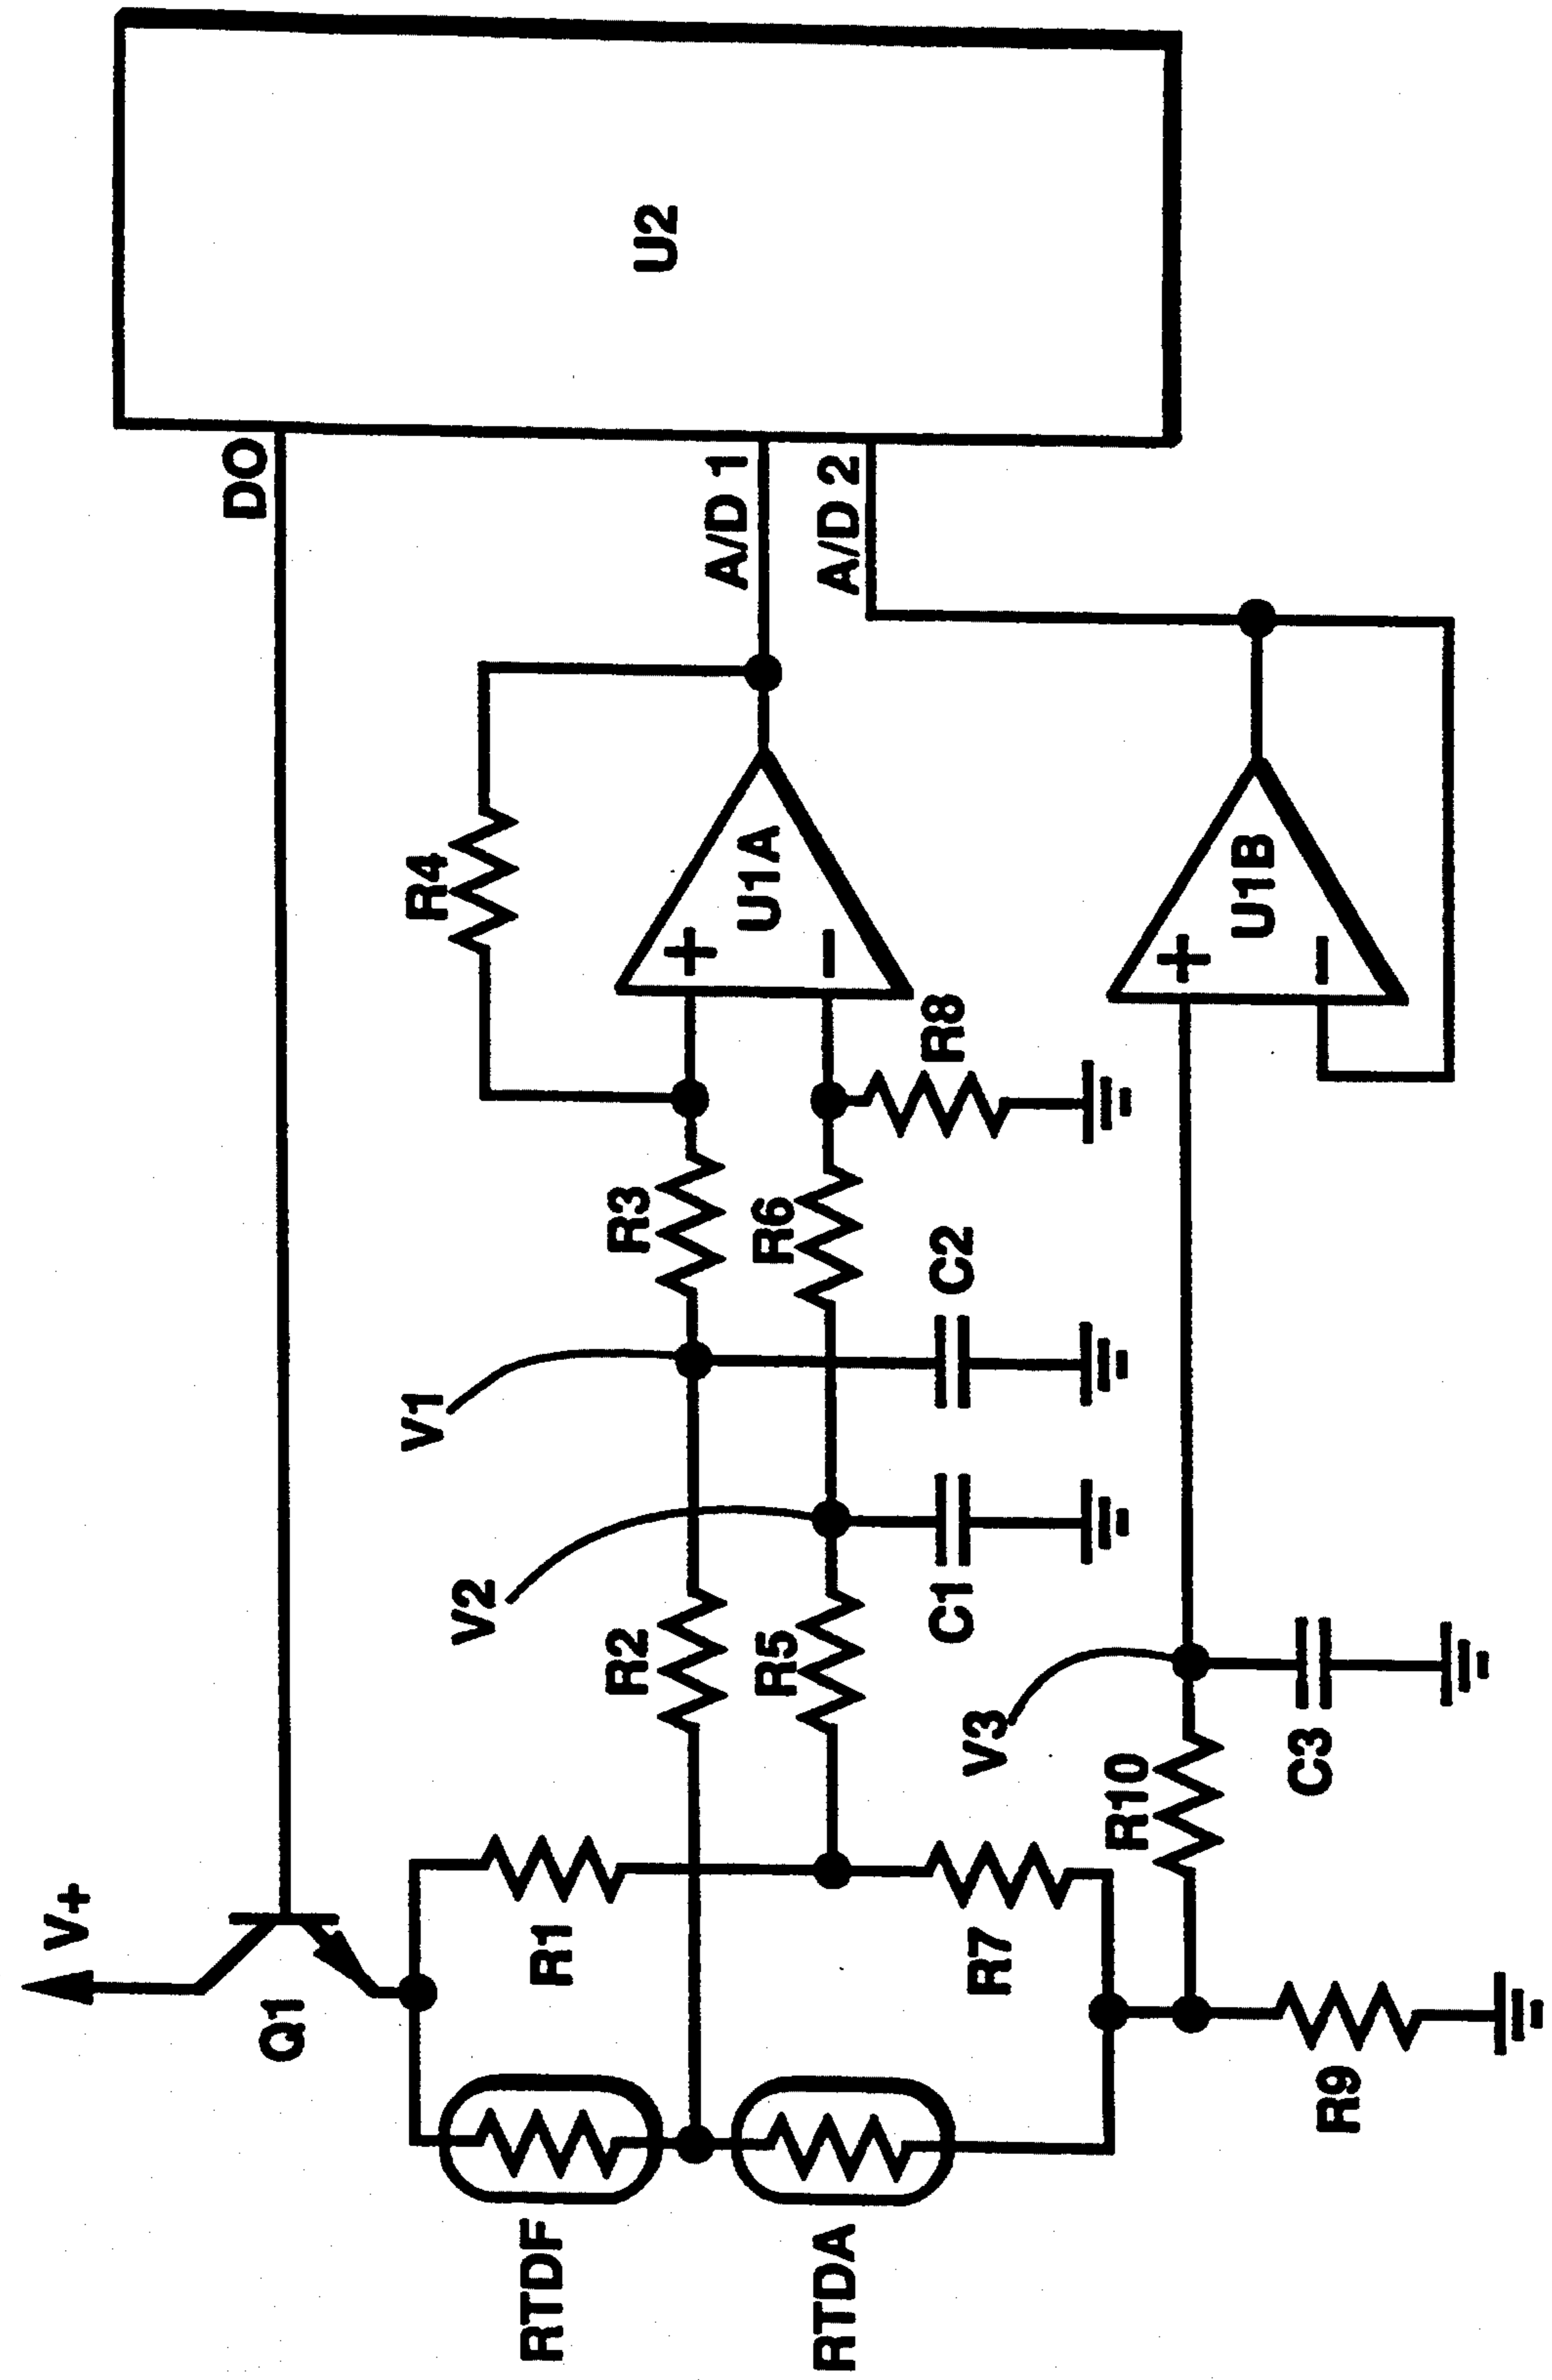 V+
Q1
DO
U2
RTDF
R1
R4
V1
V2
R2
R3
A/D 1
+
U1A
−
RTDA
R5
R6
A/D 2
R7
C1
C2
R8
V3
R10
+
U1B
−
R9
C3